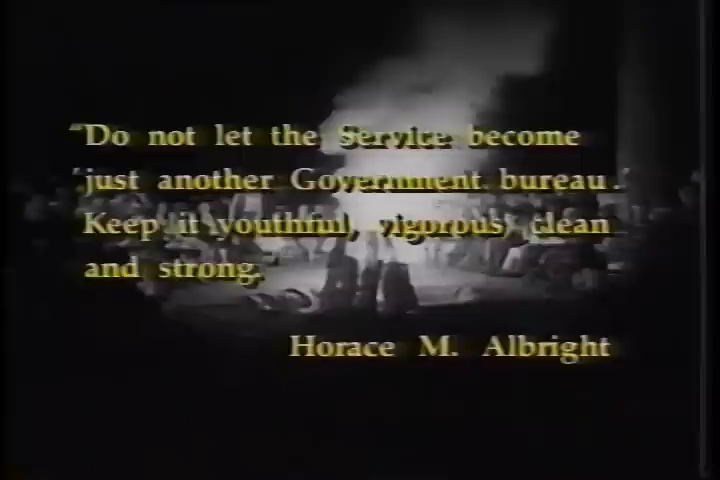 "Do not let the Service become
'just another Government bureau.'
Keep it youthful, vigorous, clean
and strong.
Horace M. Albright